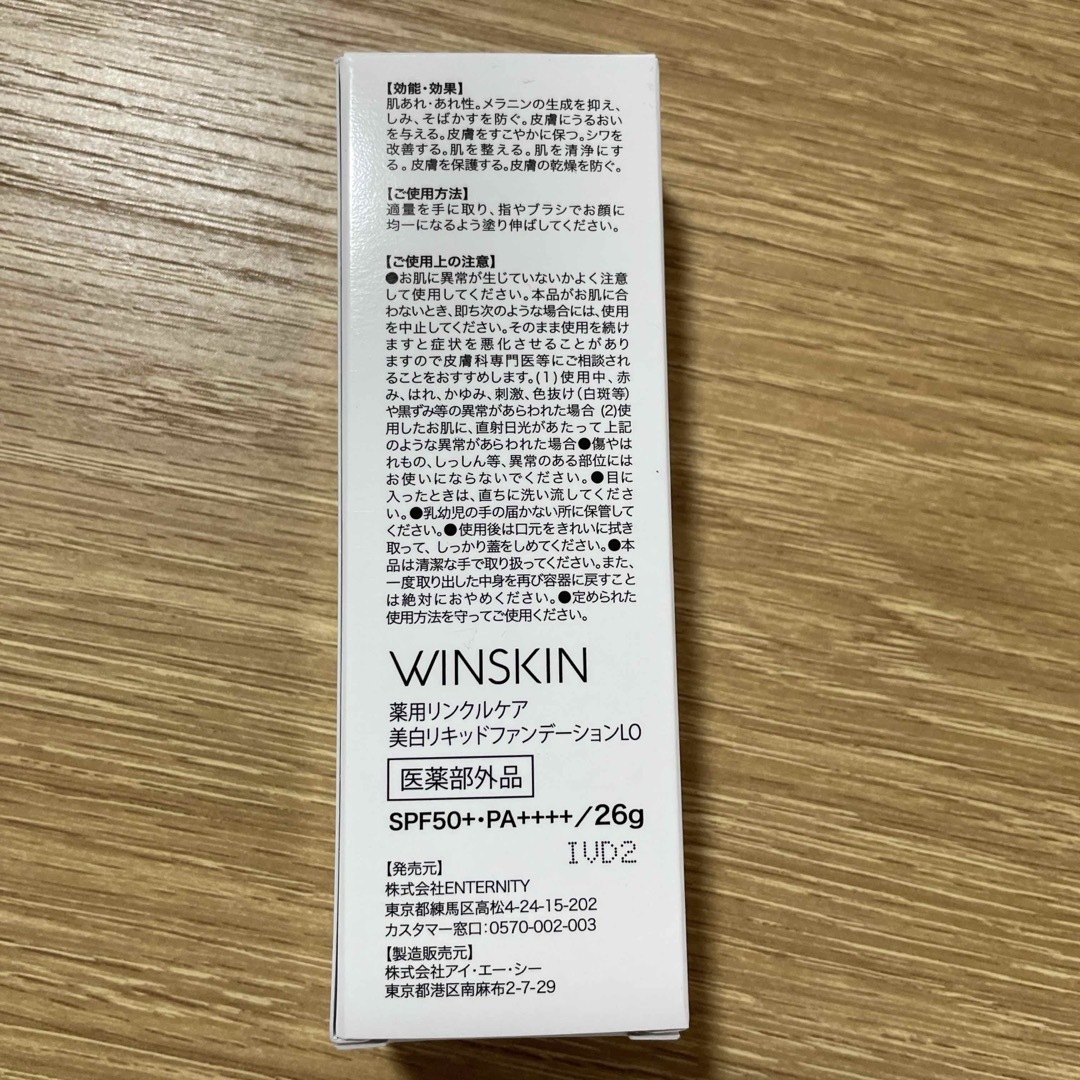 【効能・効果】
肌あれ・あれ性。メラニンの生成を抑え、
しみ、そばかすを防ぐ。皮膚にうるおい
を与える。皮膚をすこやかに保つ。シワを
改善する。肌を整える。肌を清浄にす
る。皮膚を保護する。皮膚の乾燥を防ぐ。
【ご使用方法】
適量を手に取り、指やブラシでお顔に
均一になるよう塗り伸ばしてください。
【ご使用上の注意】
●お肌に異常が生じていないかよく注意
して使用してください。本品がお肌に合
わないとき、即ち次のような場合には、使用
を中止してください。そのまま使用を続け
ますと症状を悪化させることがあり
ますので皮膚科専門医等にご相談され
ることをおすすめします。(1)使用中、赤
み、はれ、かゆみ、刺激、色抜け(白斑等)
や黒ずみ等の異常があらわれた場合 (2)使
用したお肌に、直射日光があたって上記
のような異常があらわれた場合●傷やは
れもの、しっしん等、異常のある部位には
お使いにならないでください。●目に
入ったときは、直ちに洗い流してくださ
い。●乳幼児の手の届かない所に保管して
ください。●使用後は口元をきれいに拭き
取って、しっかり蓋をしめてください。●本
品は清潔な手で取り扱ってください。また、
一度取り出した中身を再び容器に戻すこと
は絶対におやめください。●定められた
使用方法を守ってご使用ください。
WINSKIN
薬用リンクルケア
美白リキッドファンデーションLO
医薬部外品
SPF50+・PA++++/26g
IVD2
【発売元】
株式会社ENTERNITY
東京都練馬区高松4-24-15-202
カスタマー窓口:0570-002-003
【製造販売元】
株式会社アイ・エー・シー
東京都港区南麻布2-7-29